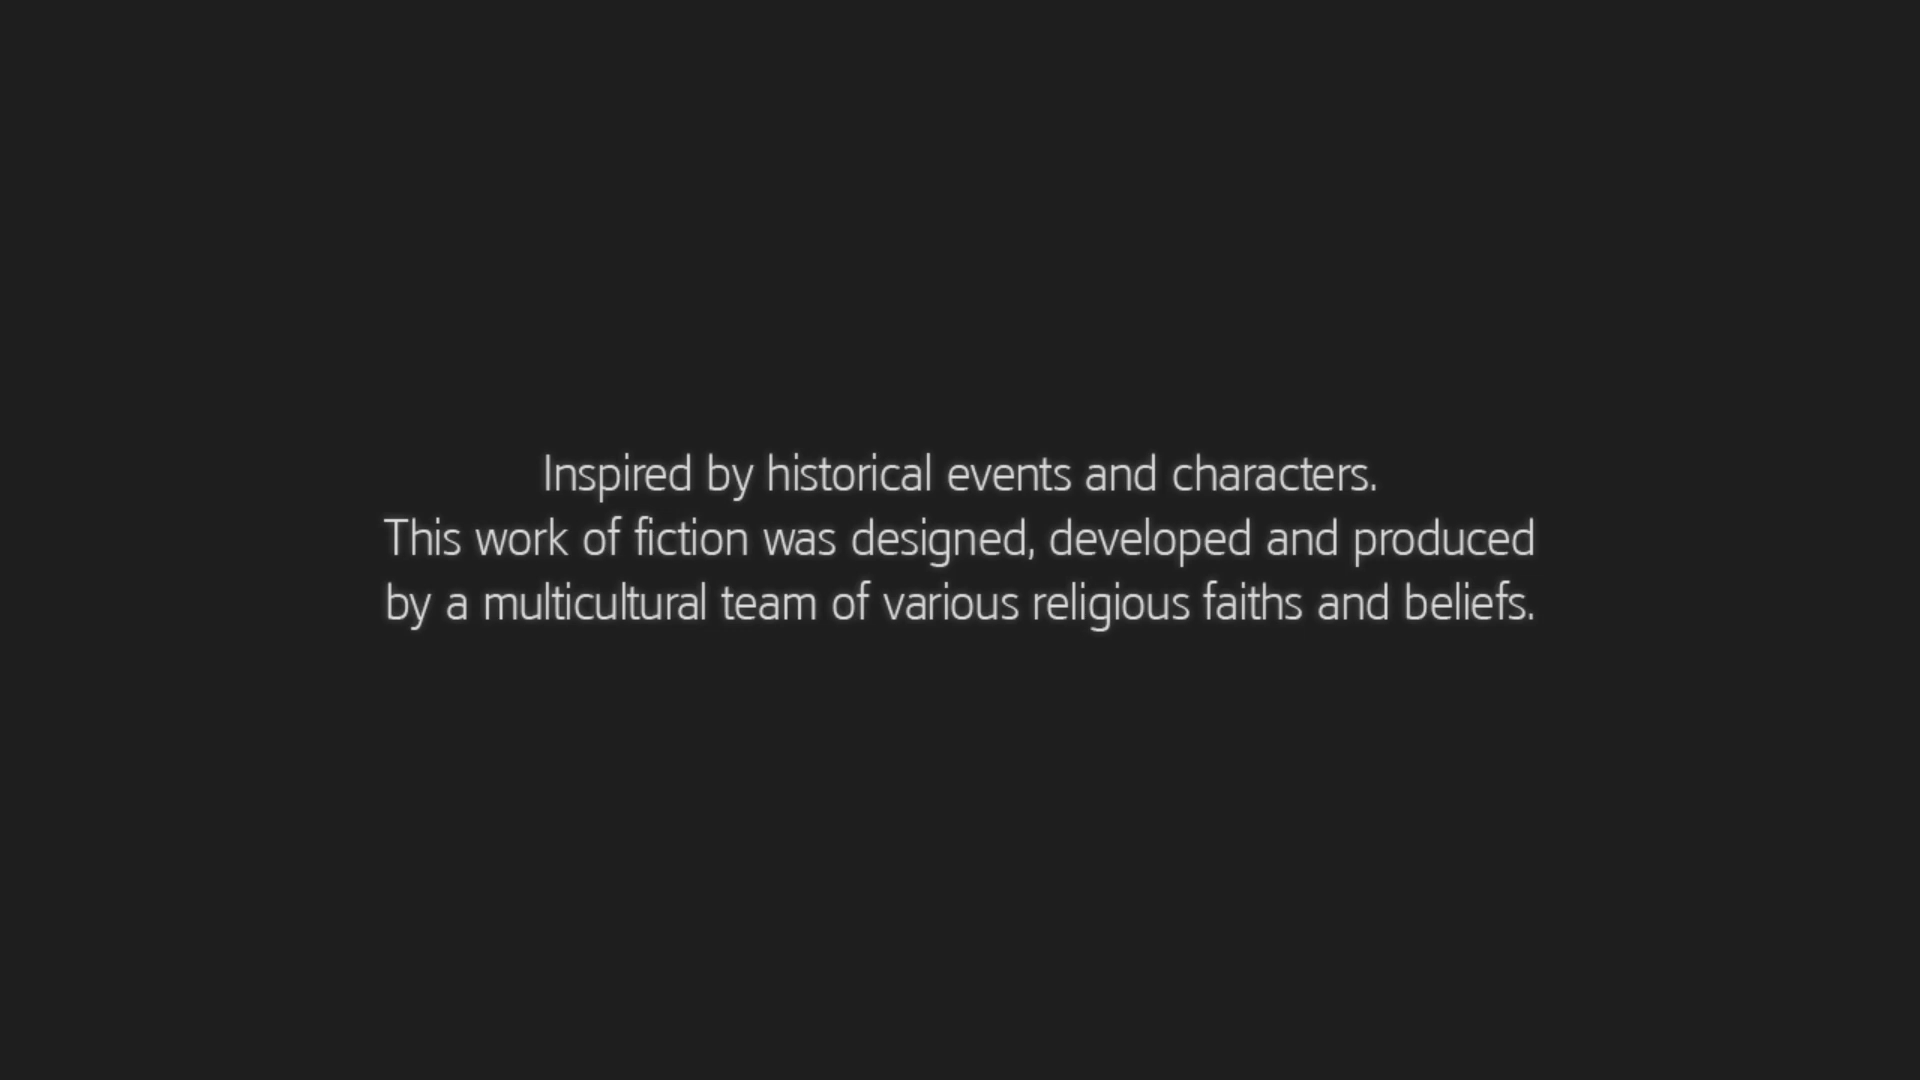 Inspired by historical events and characters.
This work of fiction was designed, developed and produced
by a multicultural team of various religious faiths and beliefs.